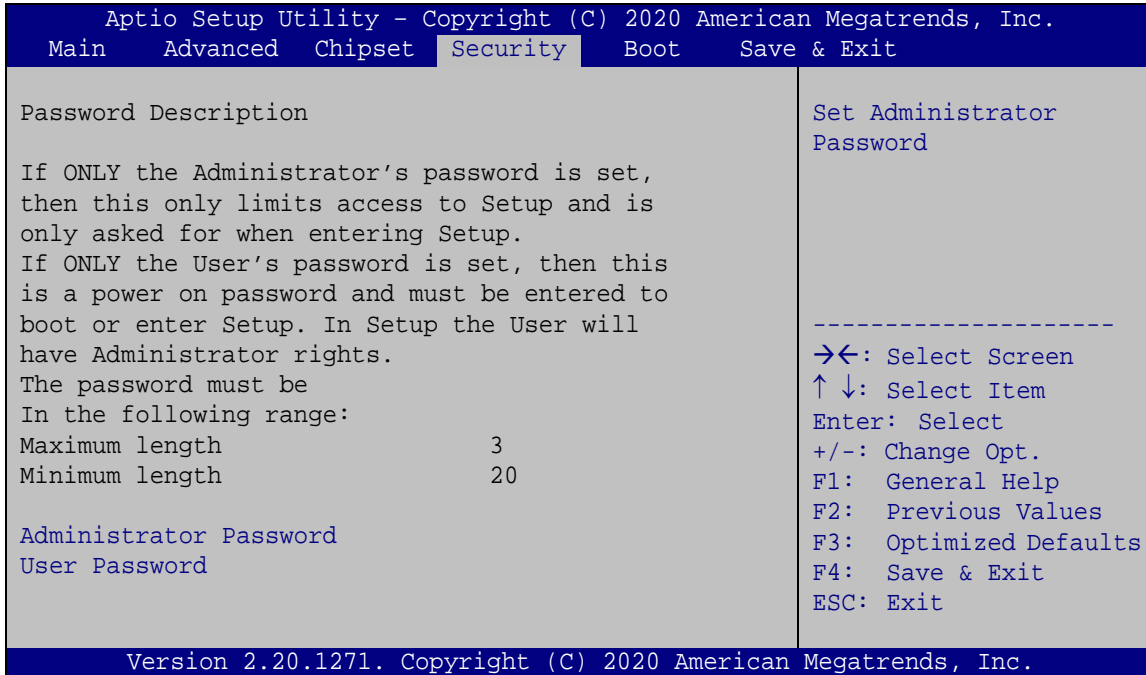 Aptio Setup Utility – Copyright (C) 2020 American Megatrends, Inc.
Main Advanced Chipset Security Boot Save & Exit
Password Description
If ONLY the Administrator’s password is set,
then this only limits access to Setup and is
only asked for when entering Setup.
If ONLY the User’s password is set, then this
is a power on password and must be entered to
boot or enter Setup. In Setup the User will
have Administrator rights.
The password must be
In the following range:
Maximum length 3
Minimum length 20
Administrator Password
User Password
Set Administrator
Password
---------------------
→←: Select Screen
↑ ↓: Select Item
Enter: Select
+/-: Change Opt.
F1: General Help
F2: Previous Values
F3: Optimized Defaults
F4: Save & Exit
ESC: Exit
Version 2.20.1271. Copyright (C) 2020 American Megatrends, Inc.